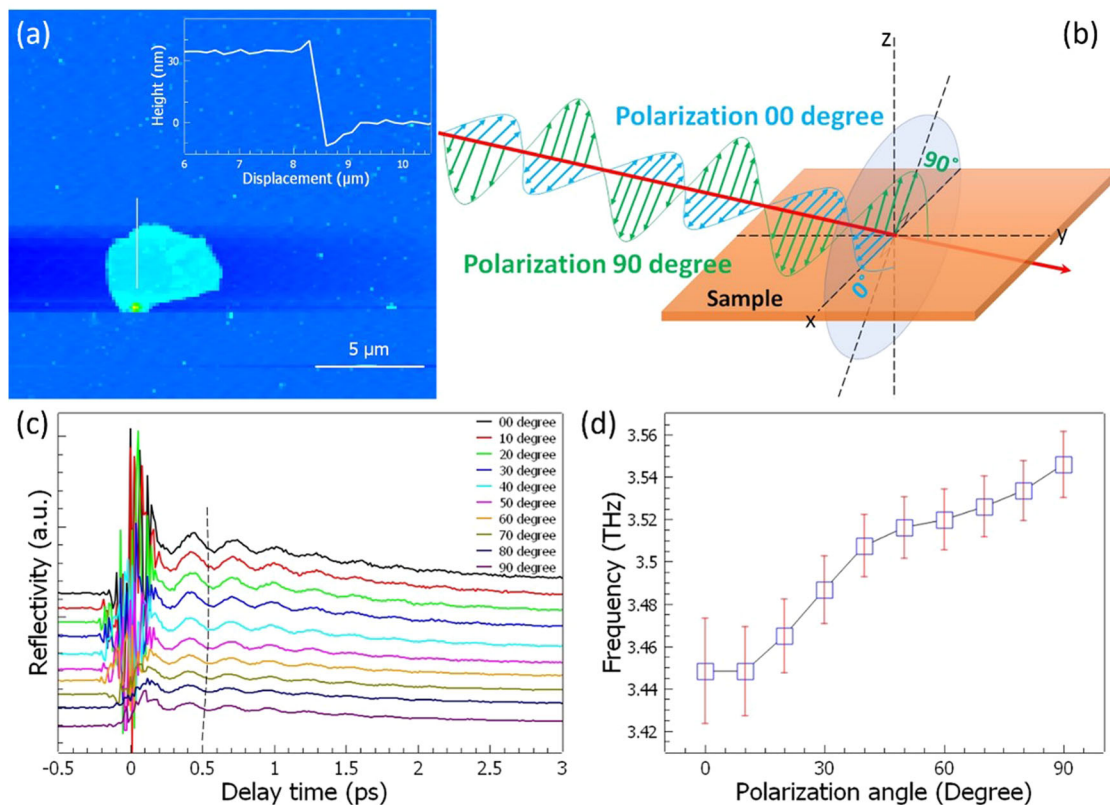 (a)
Height (nm)
30
0
6
8
10
Displacement (µm)
5 µm
(b)
z
Polarization 00 degree
90°
Polarization 90 degree
y
Sample
0°
x
(c)
00 degree
10 degree
20 degree
30 degree
40 degree
50 degree
60 degree
70 degree
80 degree
90 degree
Reflectivity (a.u.)
-0.5
0
0.5
1
1.5
2
2.5
3
Delay time (ps)
(d)
Frequency (THz)
3.56
3.54
3.52
3.5
3.48
3.46
3.44
3.42
0
30
60
90
Polarization angle (Degree)